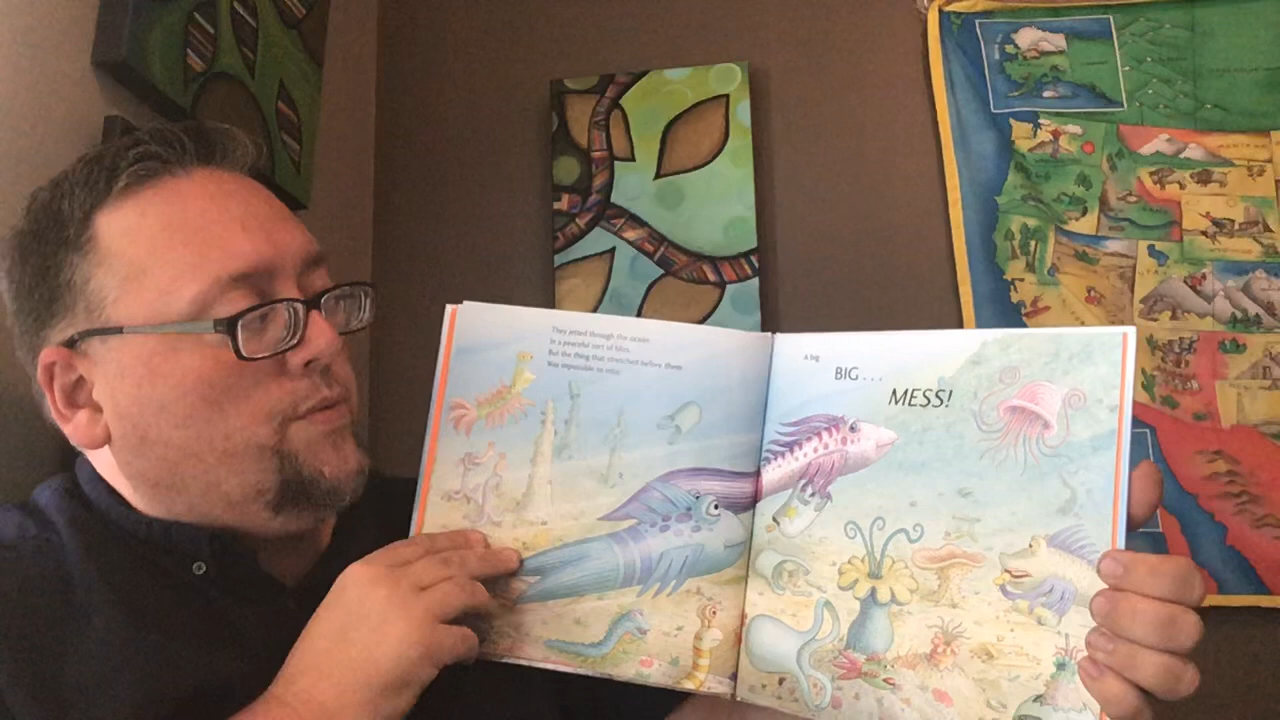 They jetted through the ocean
In a peaceful sort of bliss.
But the thing that stretched before them
Was impossible to miss:
A big
BIG...
MESS!